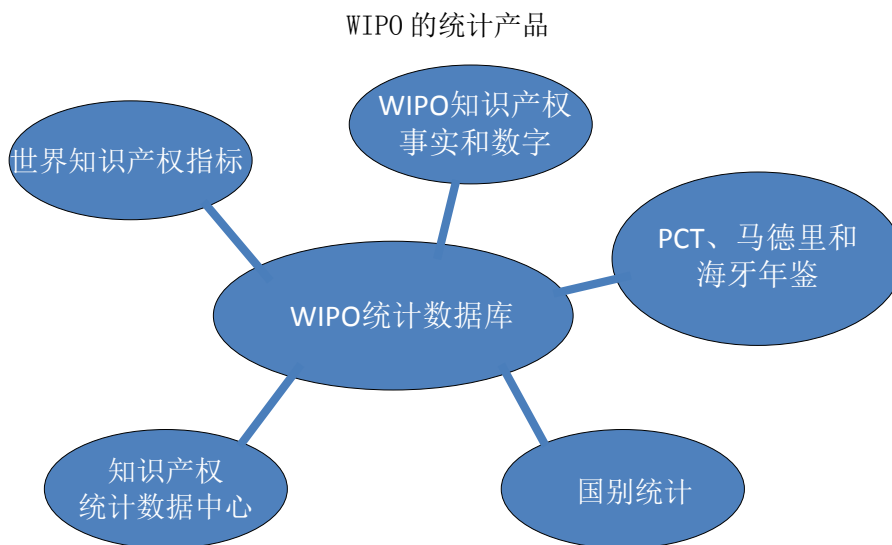 WIPO的统计产品
WIPO知识产权
事实和数字
世界知识产权指标
PCT、马德里和
海牙年鉴
WIPO统计数据库
知识产权
统计数据中心
国别统计